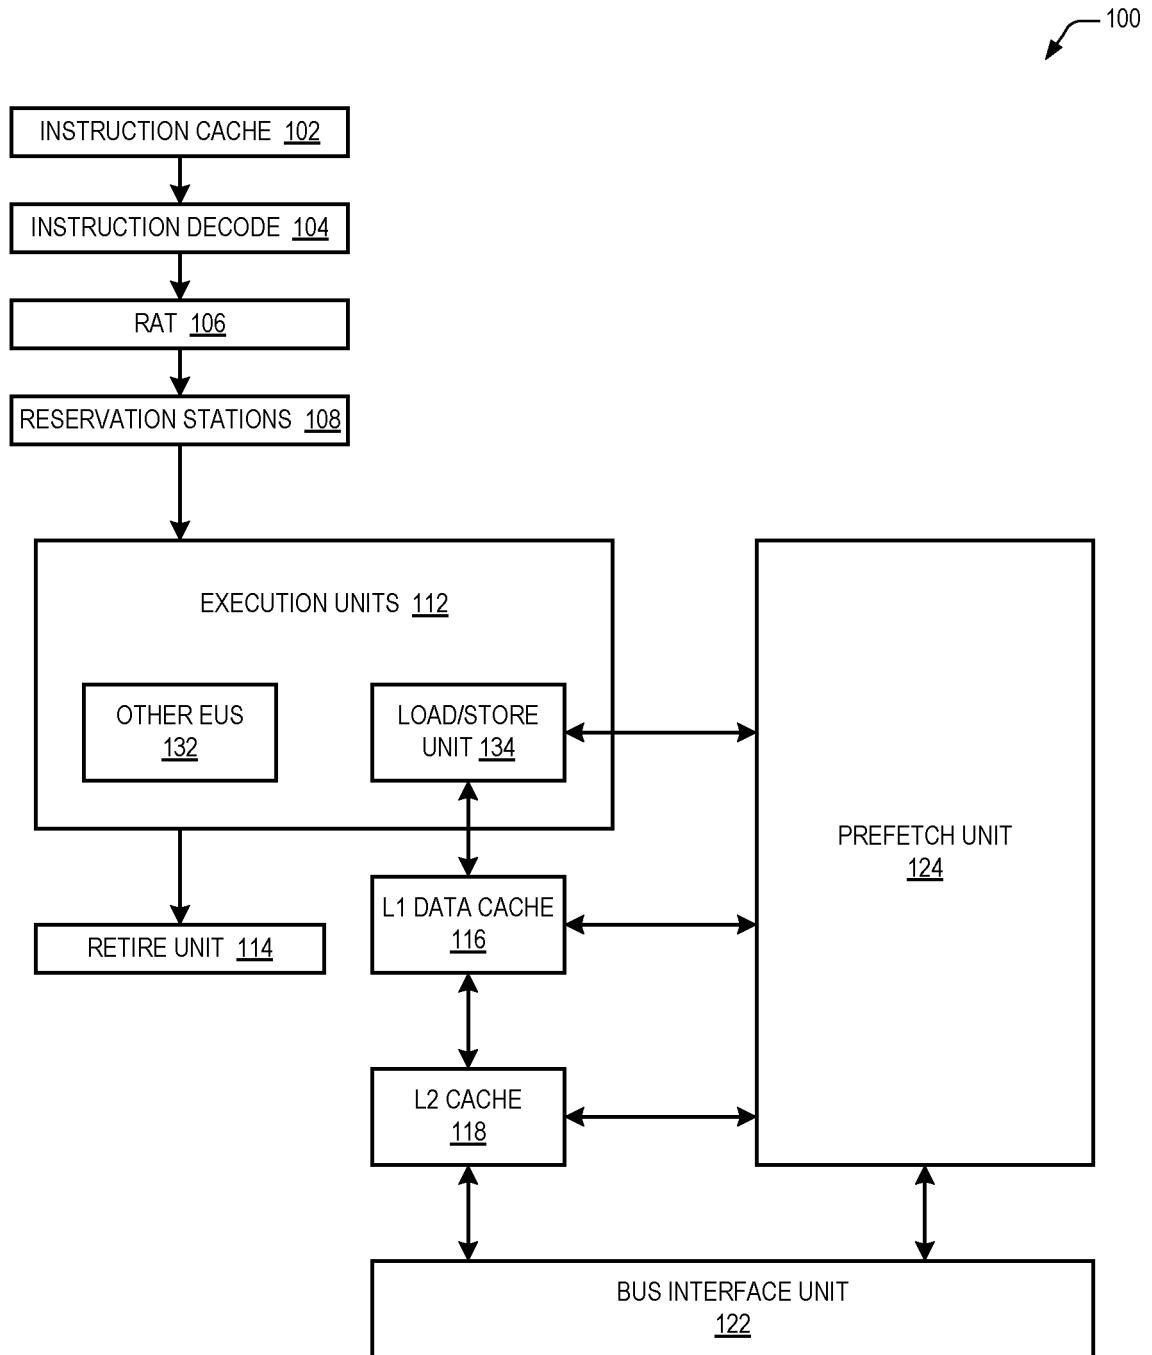 100
INSTRUCTION CACHE 102
INSTRUCTION DECODE 104
RAT 106
RESERVATION STATIONS 108
EXECUTION UNITS 112
OTHER EUS
132
LOAD/STORE
UNIT 134
PREFETCH UNIT
124
L1 DATA CACHE
116
RETIRE UNIT 114
L2 CACHE
118
BUS INTERFACE UNIT
122